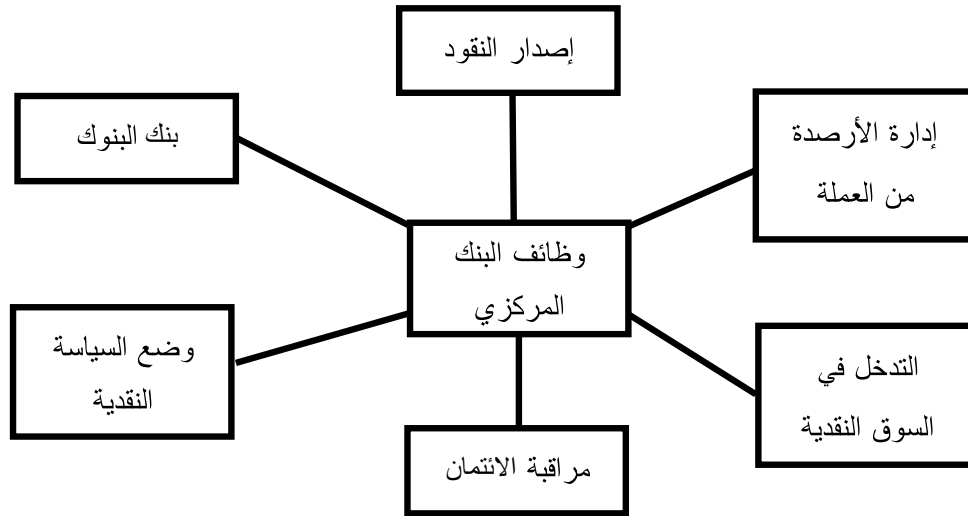 إصدار النقود
إدارة الأرصدة
من العملة
بنك البنوك
وظائف البنك
المركزي
التدخل في
السوق النقدية
وضع السياسة
النقدية
مراقبة الائتمان